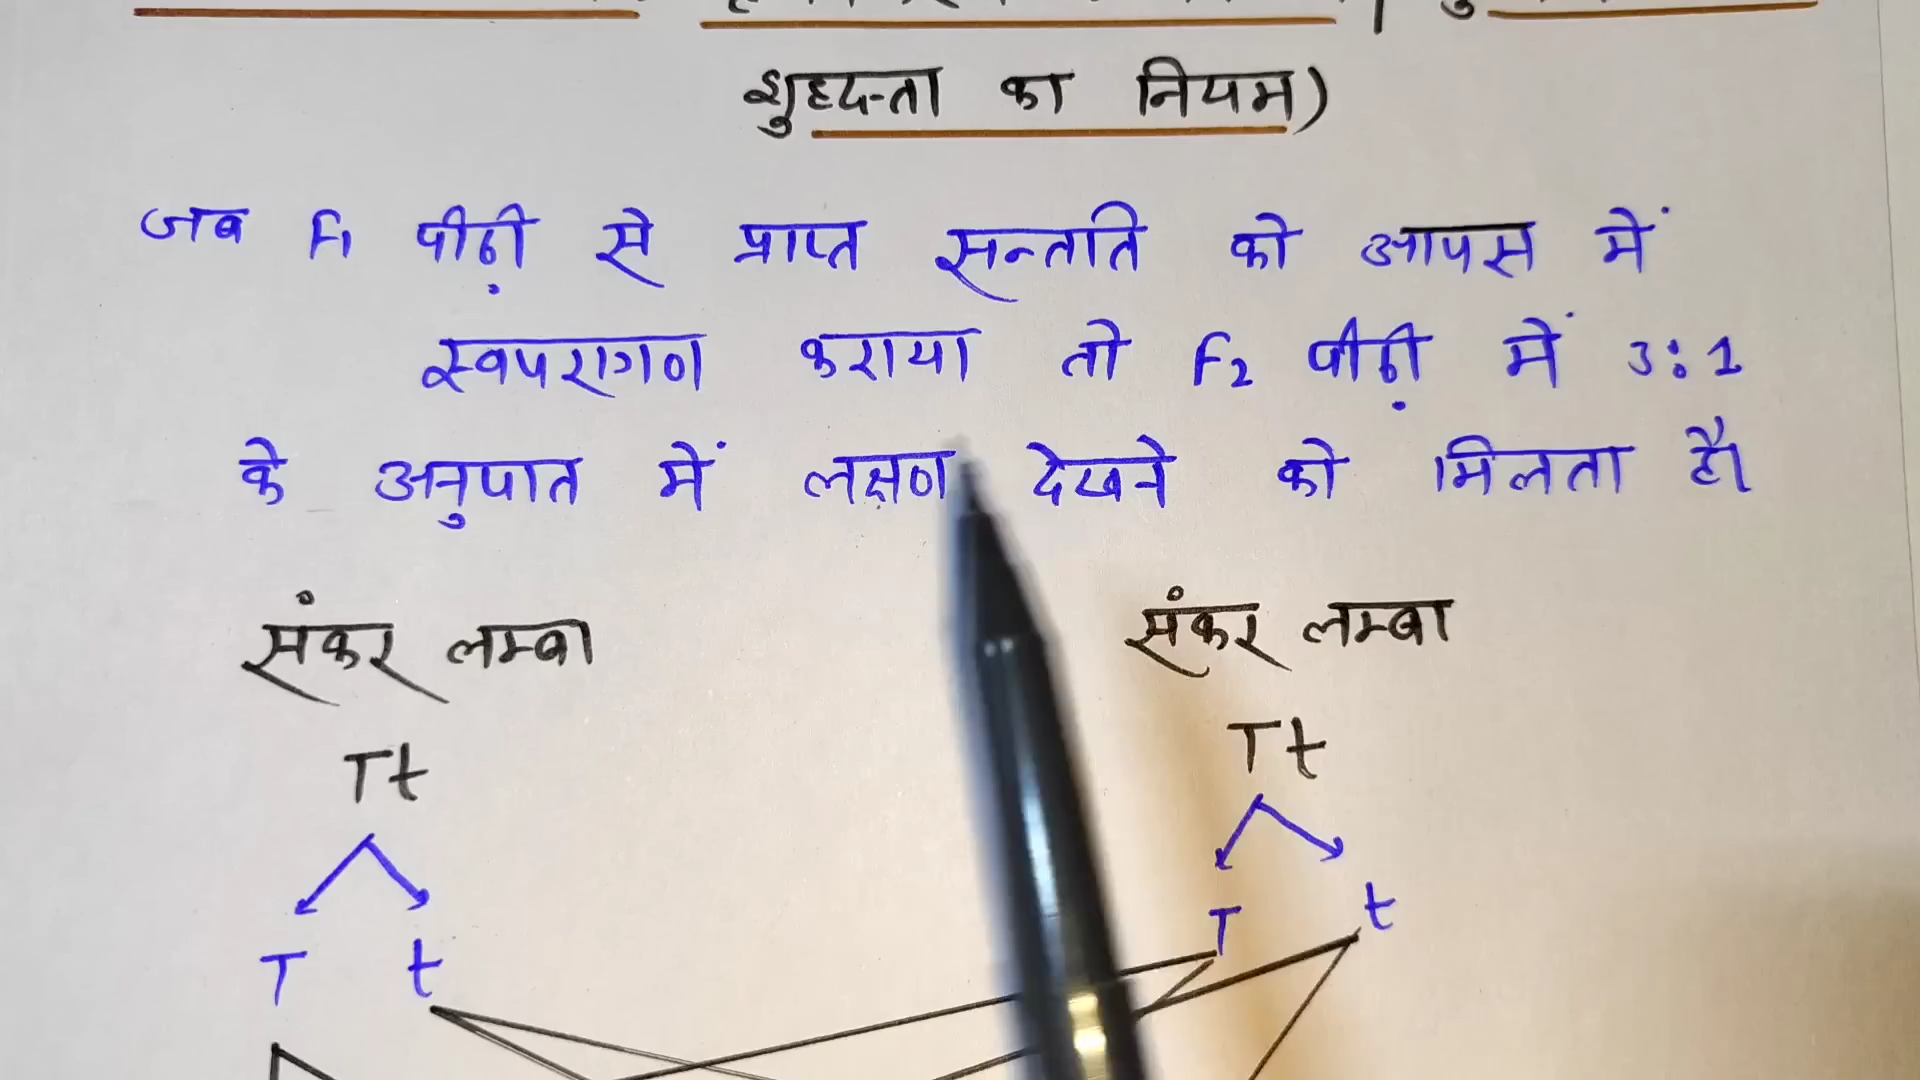 शुद्धता का नियम)
जब F1 पीढ़ी से प्राप्त सन्तति को आपस में
स्वपरागण कराया तो F2 पीढ़ी में 3:1
के अनुपात में लक्षण देखने को मिलता है।
संकर लम्बा संकर लम्बा
Tt Tt
T t T t